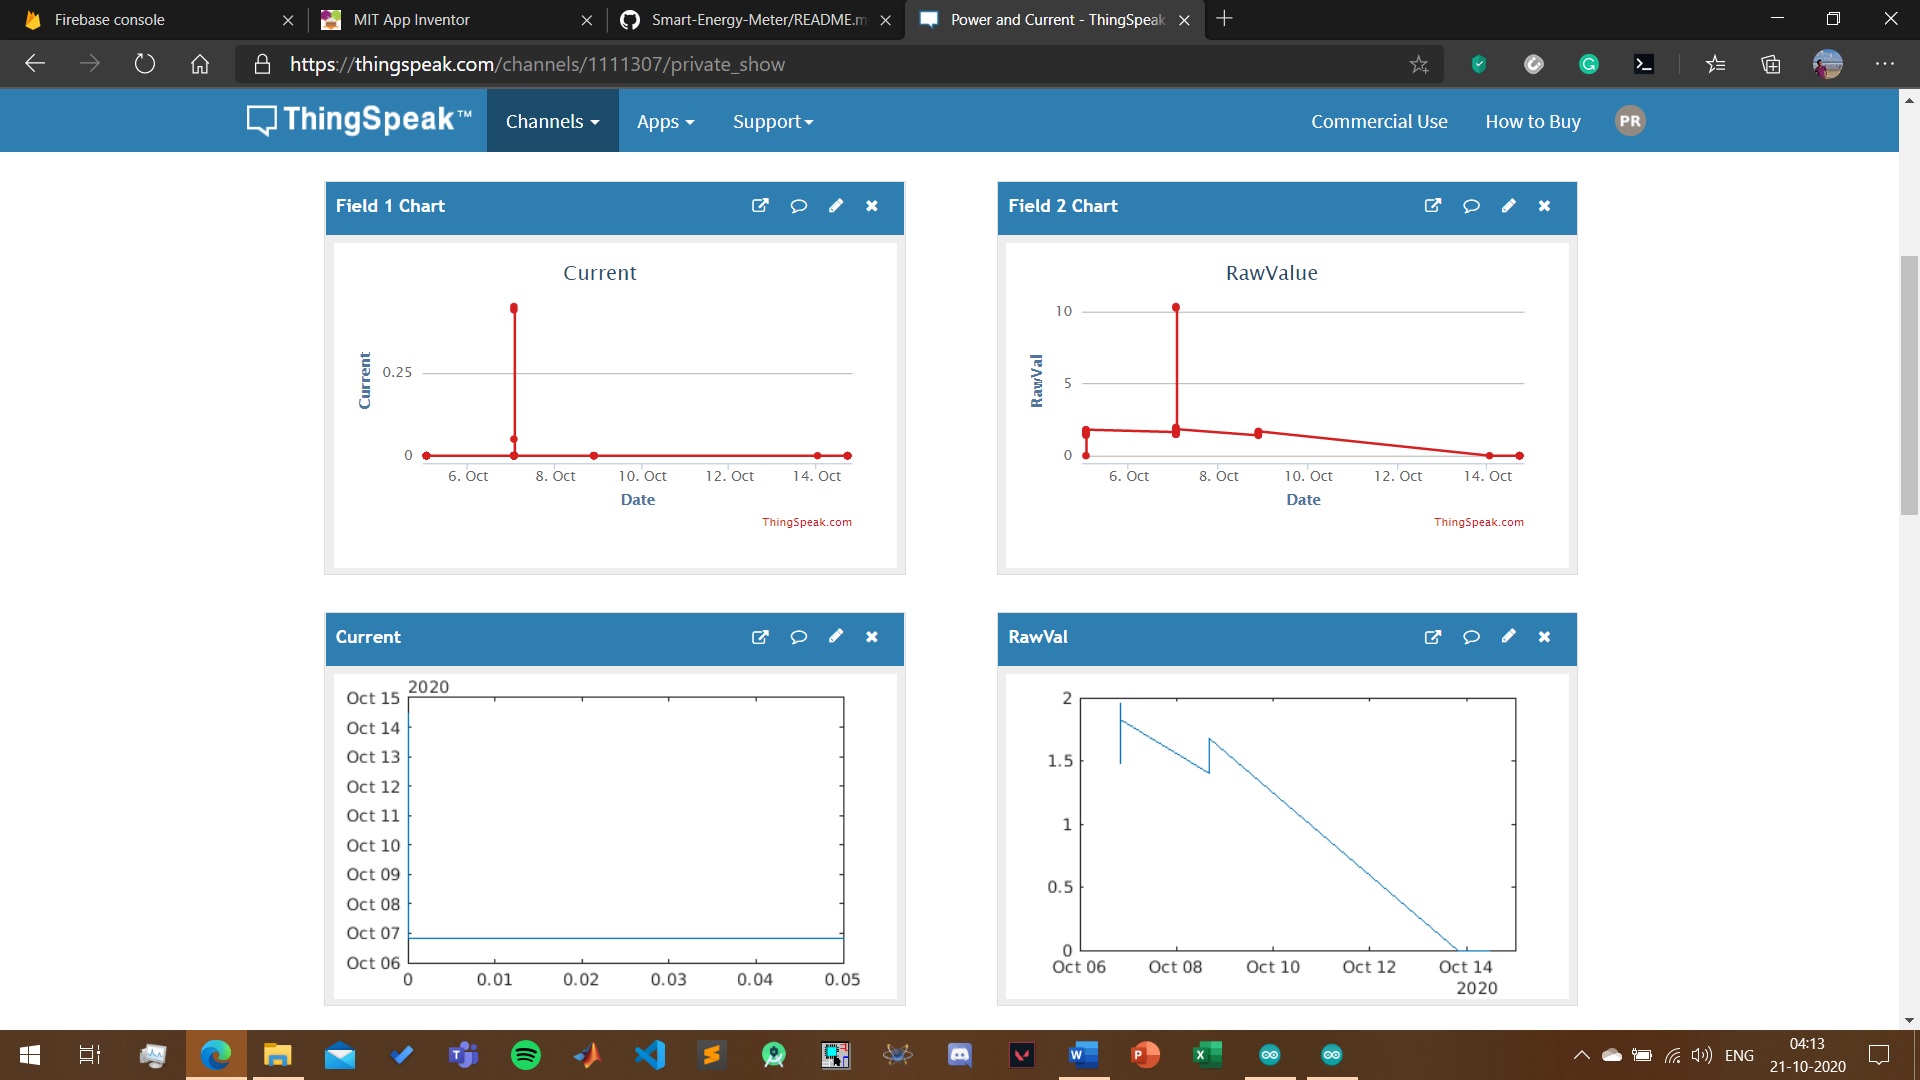 Firebase console
MIT App Inventor
Smart-Energy-Meter/README.m
Power and Current - ThingSpeak
https://thingspeak.com/channels/1111307/private_show
ThingSpeak™
Channels
Apps
Support
Commercial Use
How to Buy
PR
Field 1 Chart
Current
Current
0.25
0
6. Oct
8. Oct
10. Oct
12. Oct
14. Oct
Date
ThingSpeak.com
Field 2 Chart
RawValue
RawVal
10
5
0
6. Oct
8. Oct
10. Oct
12. Oct
14. Oct
Date
ThingSpeak.com
Current
2020
Oct 15
Oct 14
Oct 13
Oct 12
Oct 11
Oct 10
Oct 09
Oct 08
Oct 07
Oct 06
0
0.01
0.02
0.03
0.04
0.05
RawVal
2
1.5
1
0.5
0
Oct 06
Oct 08
Oct 10
Oct 12
Oct 14
2020
ENG
04:13
21-10-2020